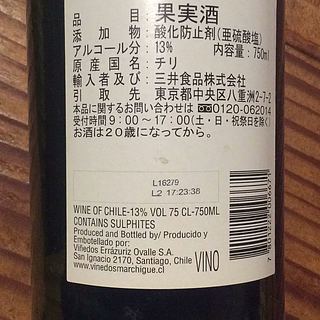 果実酒
添加物:酸化防止剤(亜硫酸塩)
アルコール分:13% 内容量:750ml
原産国名:チリ
輸入者及び:三井食品株式会社
引取先 東京都中央区八重洲2-7-2
商品に関するお問い合わせは 0120-062014
受付時間 9:00~17:00(土・日・祝祭日を除く)
お酒は20歳になってから。
L16279
L2 17:23:38
WINE OF CHILE-13% VOL 75 CL-750ML
CONTAINS SULPHITES
Produced and Bottled by/ Producido y
Embotellado por:
Viñedos Errázuriz Ovalle S.A.
San Ignacio 2170, Santiago, Chile VINO
www.vinedosmarchigue.cl